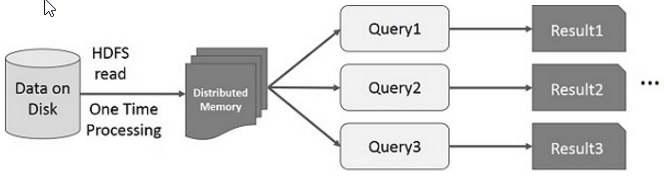 HDFS
read
Data on
Disk
One Time
Processing
Distributed
Memory
Query1
Result1
Query2
Result2
...
Query3
Result3